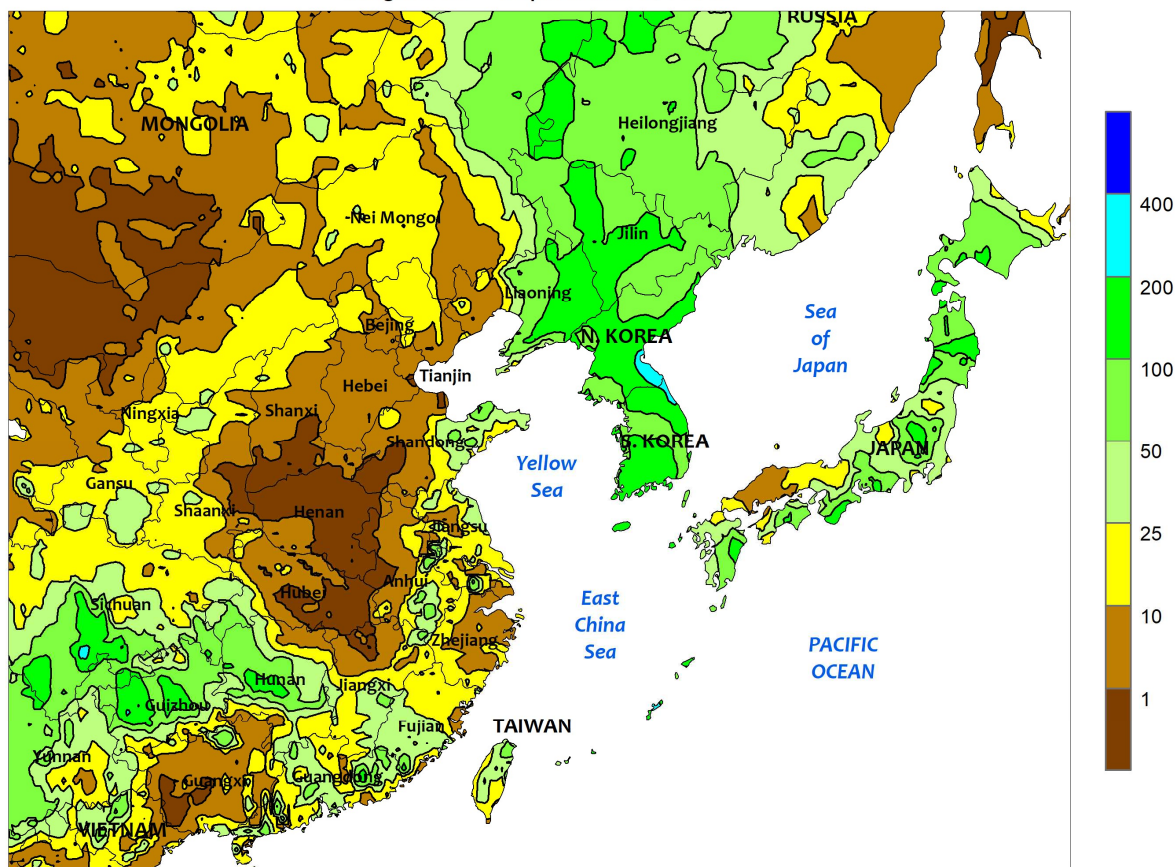 RUSSIA
MONGOLIA
Heilongjiang
400
Nei Mongol
Jilin
200
Liaoning
Sea
of
Japan
Bejing
N. KOREA
100
Tianjin
Hebei
Ningxia
Shanxi
Shandong
S. KOREA
JAPAN
50
Yellow
Sea
Gansu
Shaanxi
Henan
Jiangsu
25
Anhui
Hubei
Sichuan
East
China
Sea
10
Zhejiang
PACIFIC
OCEAN
Hunan
Jiangxi
1
Guizhou
Fujian
TAIWAN
Yunnan
Guangxi
Guangdong
VIETNAM